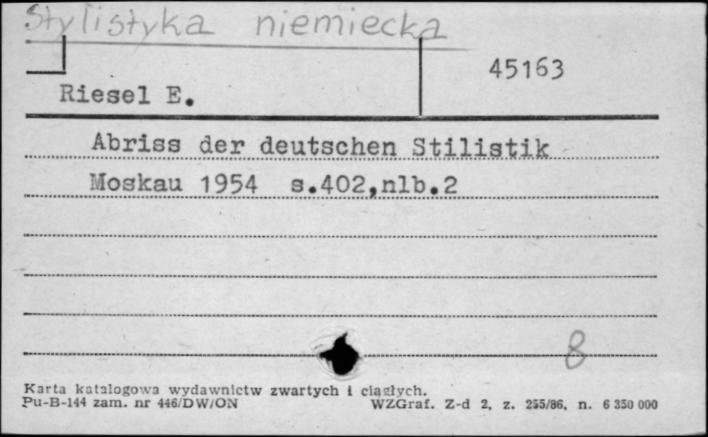 Stylistyka niemiecka
45163
Riesel E.
Abriss der deutschen Stilistik
Moskau 1954 s.402,nlb.2
8
Karta katalogowa wydawnictw zwartych i ciągłych.
Pu-B-144 zam. nr 446/DW/ON WZGraf. Z-d 2, z. 255/86, n. 6 350 000